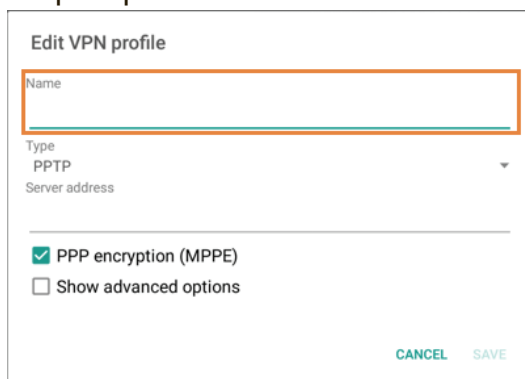 Edit VPN profile
Name
Type
PPTP
Server address
PPP encryption (MPPE)
Show advanced options
CANCEL SAVE